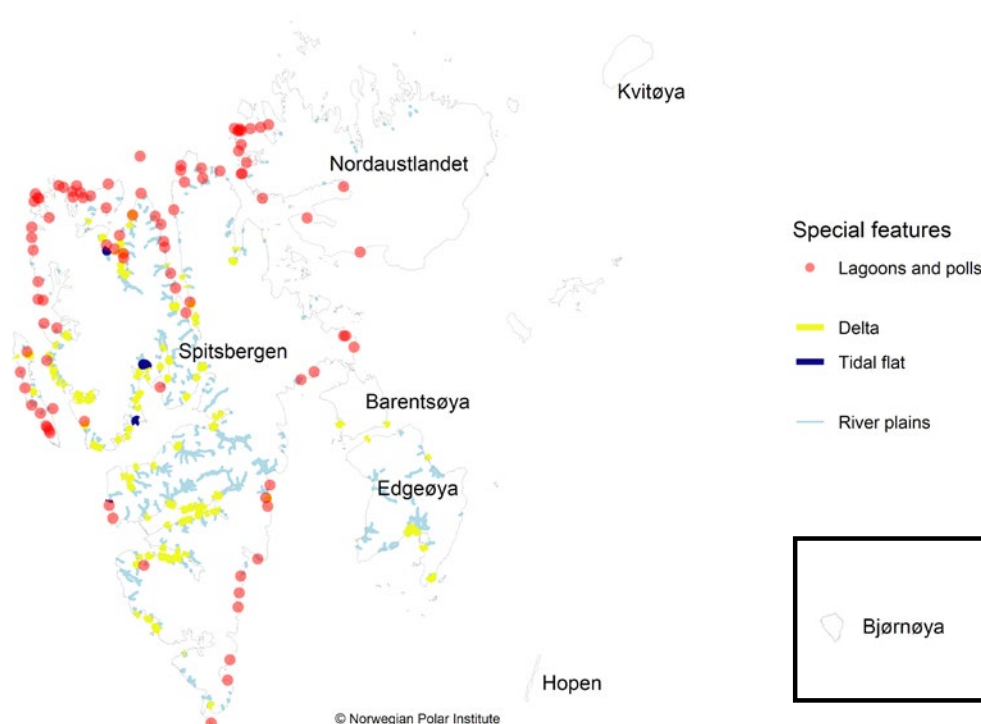 Kvitøya
Nordaustlandet
Special features
Lagoons and polls
Delta
Tidal flat
River plains
Spitsbergen
Barentsøya
Edgeøya
Bjørnøya
Hopen
© Norwegian Polar Institute